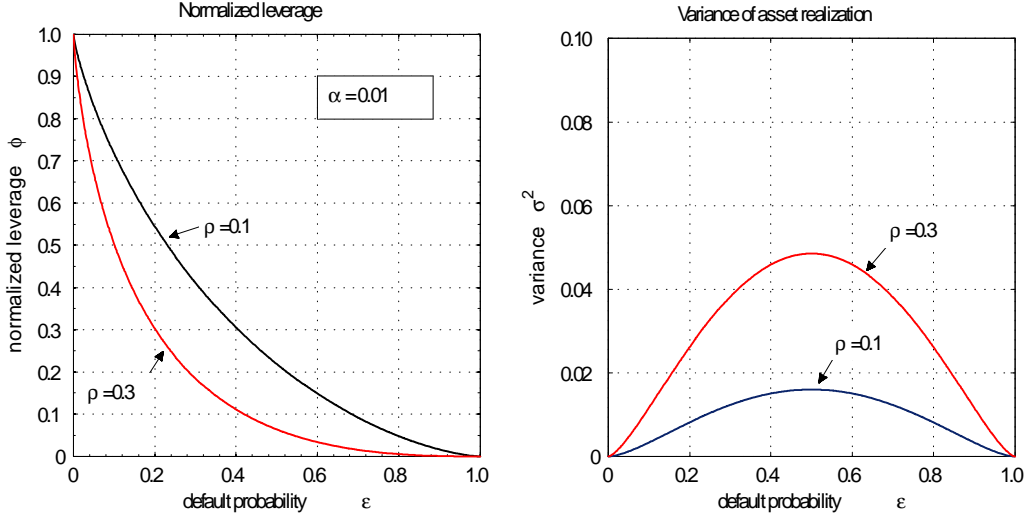 Normalized leverage
1.0
0.9
0.8
0.7
0.6
0.5
0.4
0.3
0.2
0.1
0
normalized leverage ϕ
α =0.01
ρ =0.1
ρ =0.3
0.2
0.4
0.6
0.8
1.0
default probability ε
Variance of asset realization
0.10
0.08
0.06
0.04
0.02
0
variance σ²
ρ =0.3
ρ =0.1
0
0.2
0.4
0.6
0.8
1.0
default probability ε